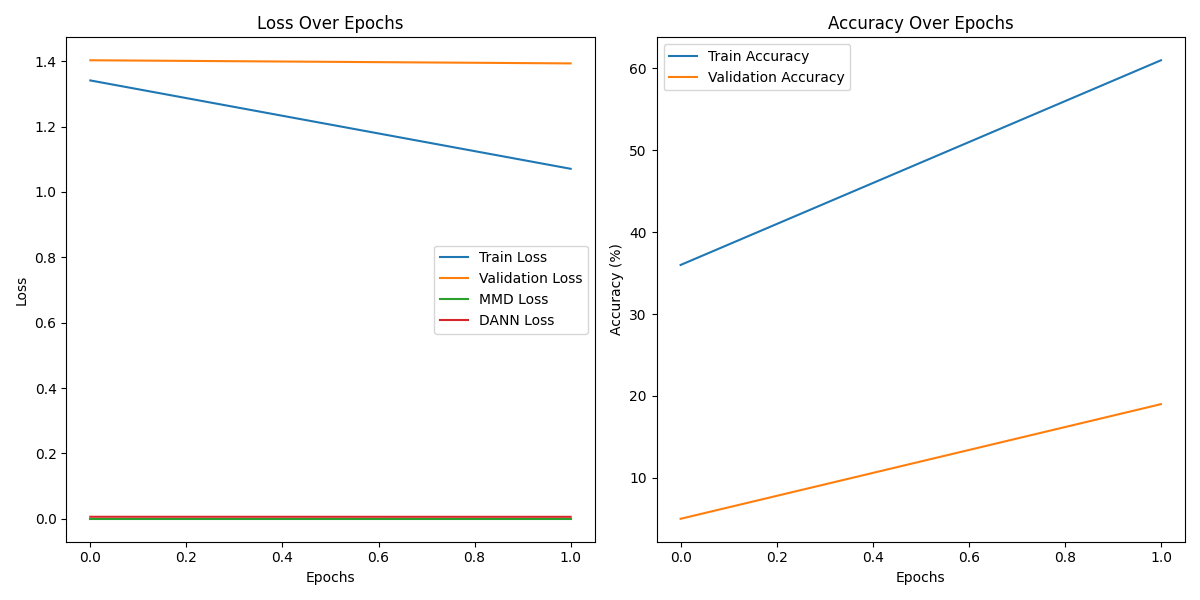 Loss Over Epochs
1.4
1.2
1.0
0.8
0.6
0.4
0.2
0.0
Loss
Train Loss
Validation Loss
MMD Loss
DANN Loss
0.0 0.2 0.4 0.6 0.8 1.0
Epochs
Accuracy Over Epochs
60
50
40
30
20
10
Accuracy (%)
Train Accuracy
Validation Accuracy
0.0 0.2 0.4 0.6 0.8 1.0
Epochs